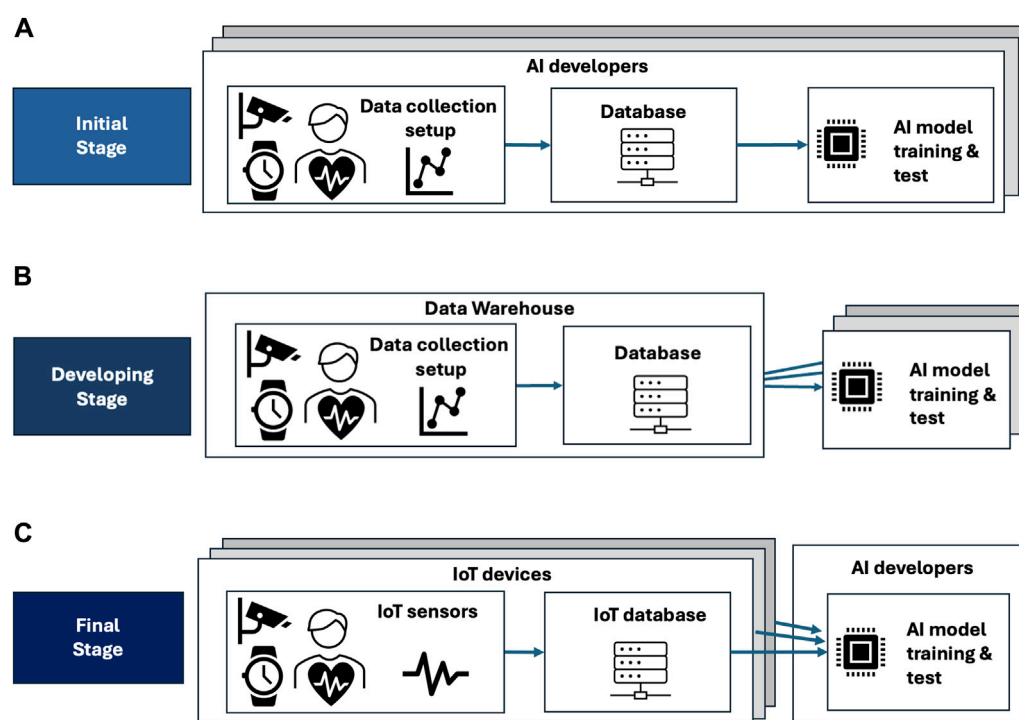 A
AI developers
Initial
Stage
Data collection
setup
Database
AI model
training &
test
B
Data Warehouse
Developing
Stage
Data collection
setup
Database
AI model
training &
test
C
IoT devices
AI developers
Final
Stage
IoT sensors
IoT database
AI model
training &
test